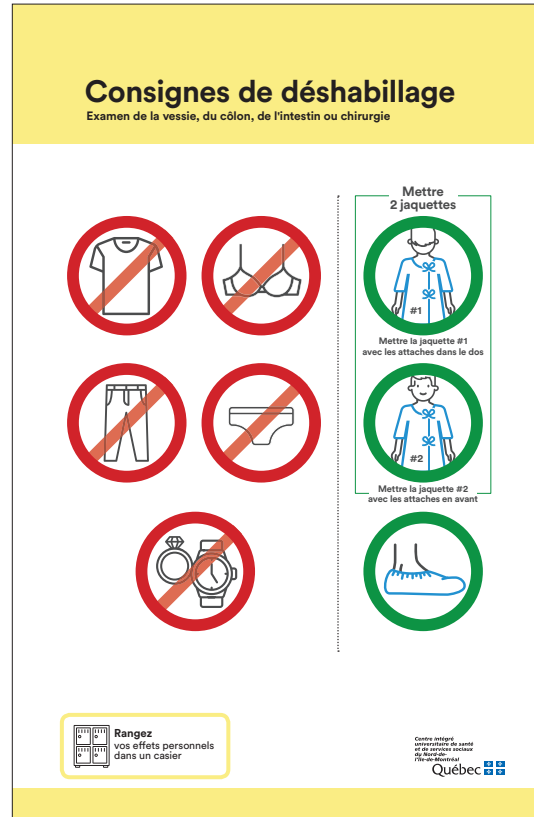 Consignes de déshabillage
Examen de la vessie, du côlon, de l'intestin ou chirurgie
Mettre
2 jaquettes
#1
Mettre la jaquette #1
avec les attaches dans le dos
#2
Mettre la jaquette #2
avec les attaches en avant
Rangez
vos effets personnels
dans un casier
Centre intégré
universitaire de santé
et de services sociaux
du Nord-de-
l'Île-de-Montréal
Québec